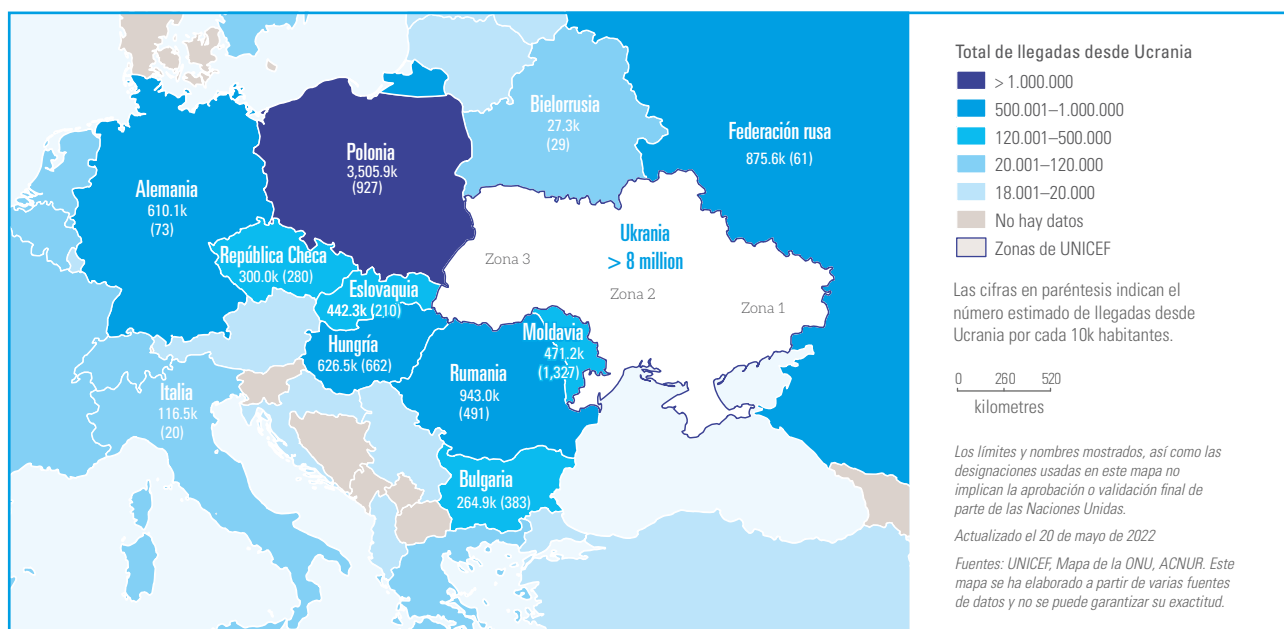 Bielorrusia
27.3k
(29)
Federación rusa
875.6k (61)
Polonia
3,505.9k
(927)
Alemania
610.1k
(73)
República Checa
300.0k (280)
Eslovaquia
442.3k (210)
Ukrania
> 8 million
Zona 3
Zona 2
Zona 1
Hungría
626.5k (662)
Moldavia
471.2k
(1,327)
Rumania
943.0k
(491)
Italia
116.5k
(20)
Bulgaria
264.9k (383)
Total de llegadas desde Ucrania
> 1.000.000
500.001–1.000.000
120.001–500.000
20.001–120.000
18.001–20.000
No hay datos
Zonas de UNICEF
Las cifras en paréntesis indican el
número estimado de llegadas desde
Ucrania por cada 10k habitantes.
0 260 520
kilometres
Los límites y nombres mostrados, así como las
designaciones usadas en este mapa no
implican la aprobación o validación final de
parte de las Naciones Unidas.
Actualizado el 20 de mayo de 2022
Fuentes: UNICEF, Mapa de la ONU, ACNUR. Este
mapa se ha elaborado a partir de varias fuentes
de datos y no se puede garantizar su exactitud.